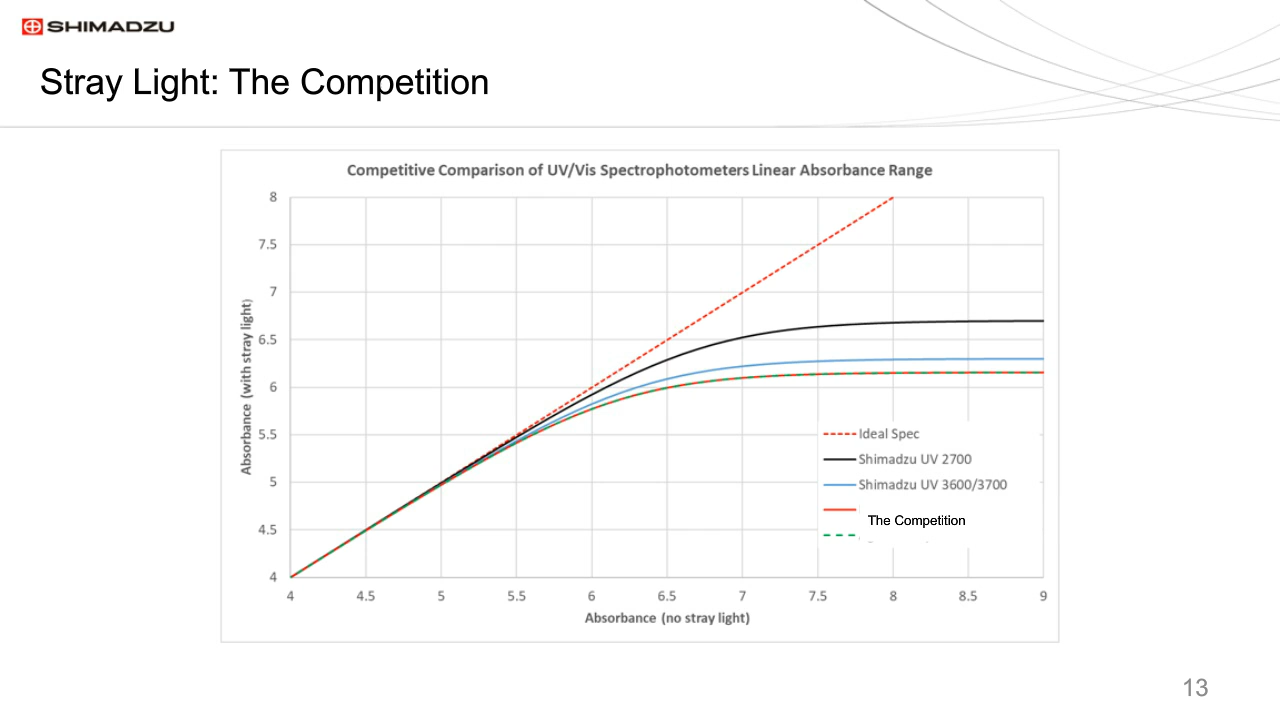 SHIMADZU
Stray Light: The Competition
Competitive Comparison of UV/Vis Spectrophotometers Linear Absorbance Range
8
7.5
7
6.5
6
5.5
5
4.5
4
Absorbance (with stray light)
4 4.5 5 5.5 6 6.5 7 7.5 8 8.5 9
Absorbance (no stray light)
Ideal Spec
Shimadzu UV 2700
Shimadzu UV 3600/3700
The Competition
13